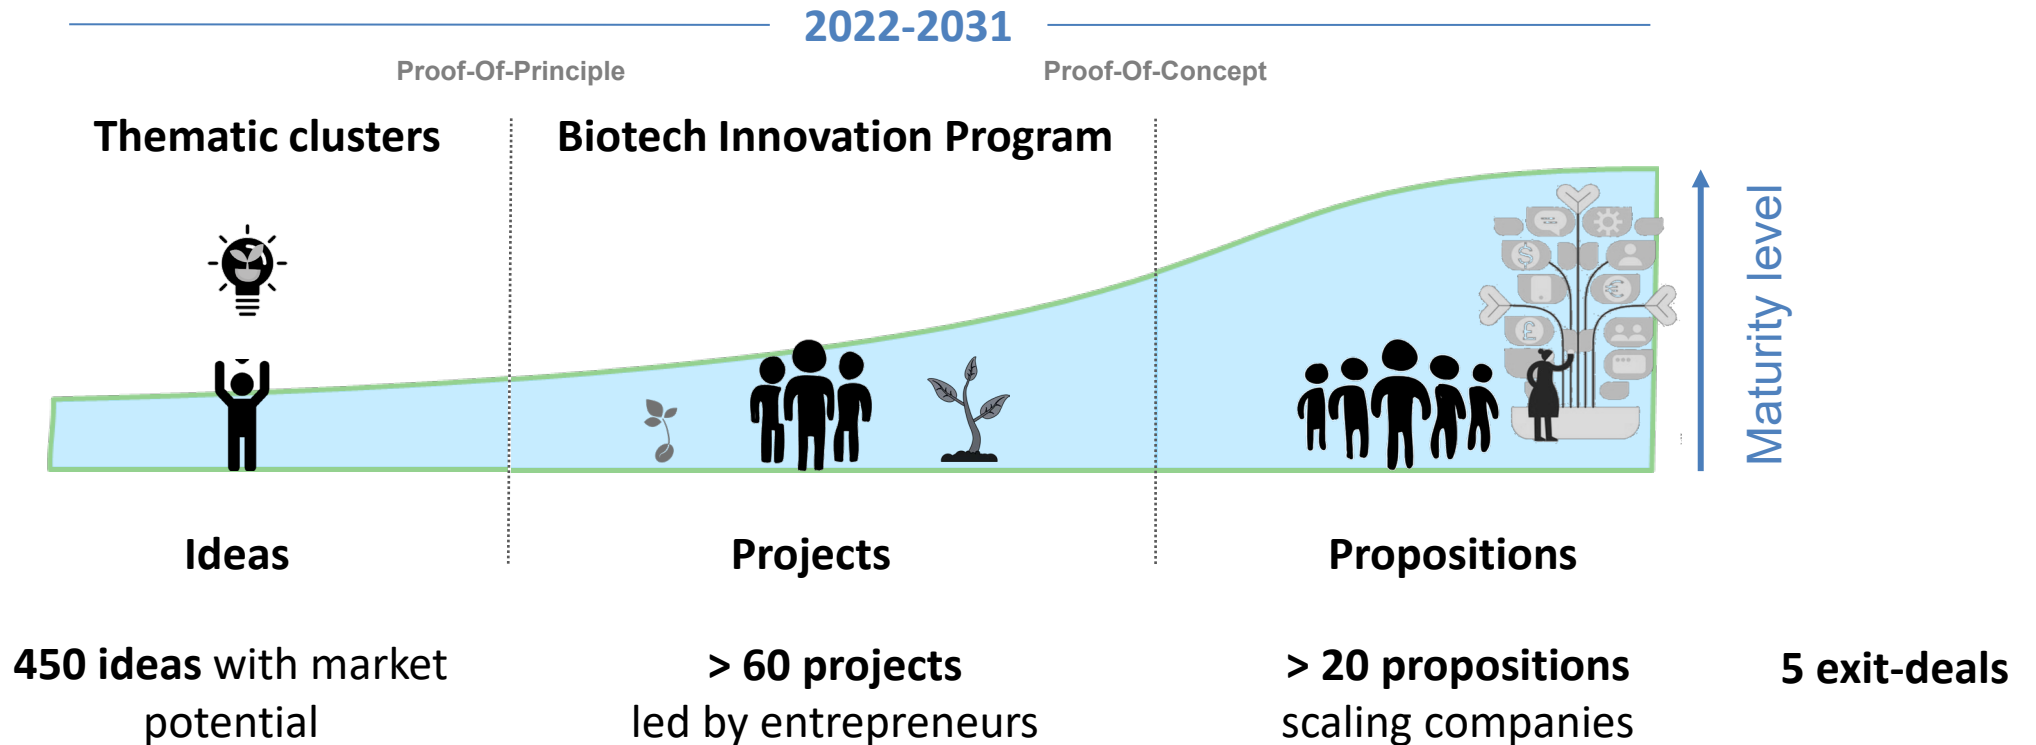 2022-2031
Proof-Of-Principle
Proof-Of-Concept
Thematic clusters
Biotech Innovation Program
$
€
£
Maturity level
Ideas
Projects
Propositions
450 ideas with market
potential
> 60 projects
led by entrepreneurs
> 20 propositions
scaling companies
5 exit-deals